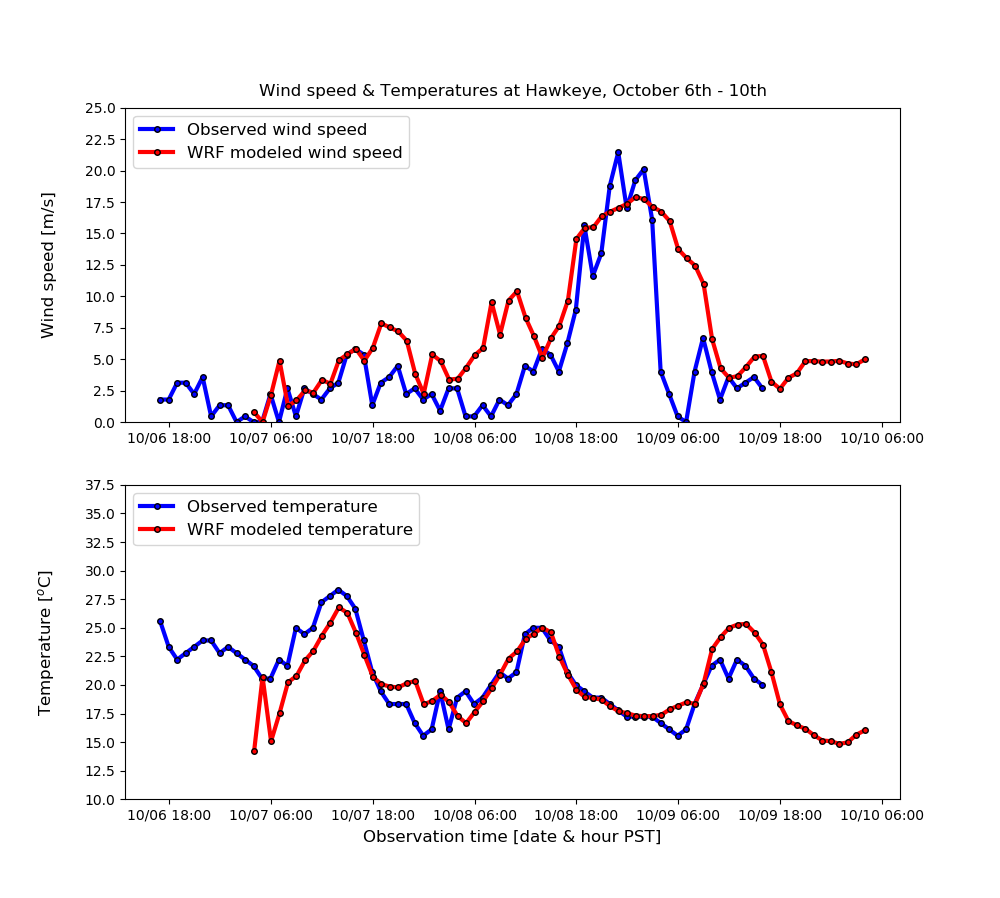 Wind speed & Temperatures at Hawkeye, October 6th - 10th
25.0
22.5
20.0
17.5
15.0
12.5
10.0
7.5
5.0
2.5
0.0
Wind speed [m/s]
Observed wind speed
WRF modeled wind speed
10/06 18:00 10/07 06:00 10/07 18:00 10/08 06:00 10/08 18:00 10/09 06:00 10/09 18:00 10/10 06:00
37.5
35.0
32.5
30.0
27.5
25.0
22.5
20.0
17.5
15.0
12.5
10.0
Temperature [°C]
Observed temperature
WRF modeled temperature
10/06 18:00 10/07 06:00 10/07 18:00 10/08 06:00 10/08 18:00 10/09 06:00 10/09 18:00 10/10 06:00
Observation time [date & hour PST]